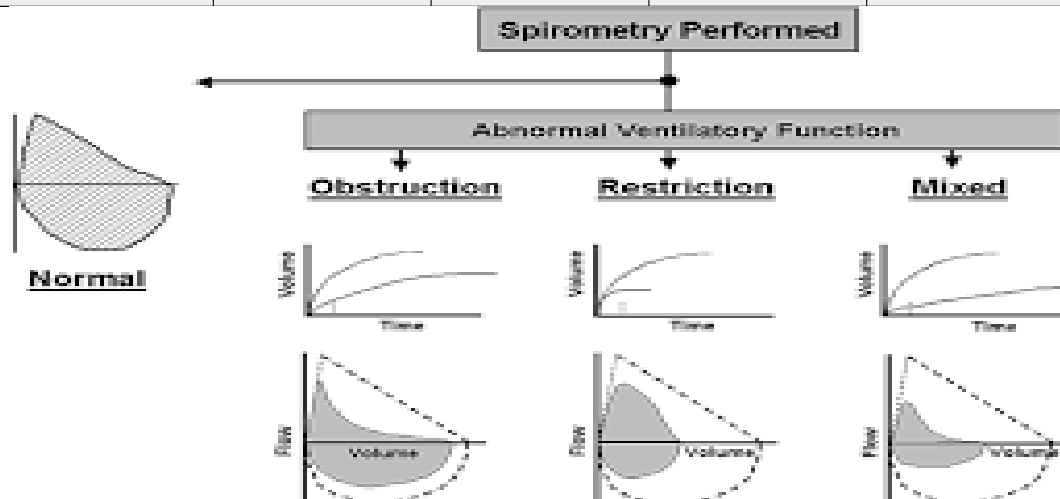 Spirometry Performed
Abnormal Ventilatory Function
Obstruction Restriction Mixed
Normal
Volume Volume Volume
Time Time Time
Flow Flow Flow
Volume Volume Volume